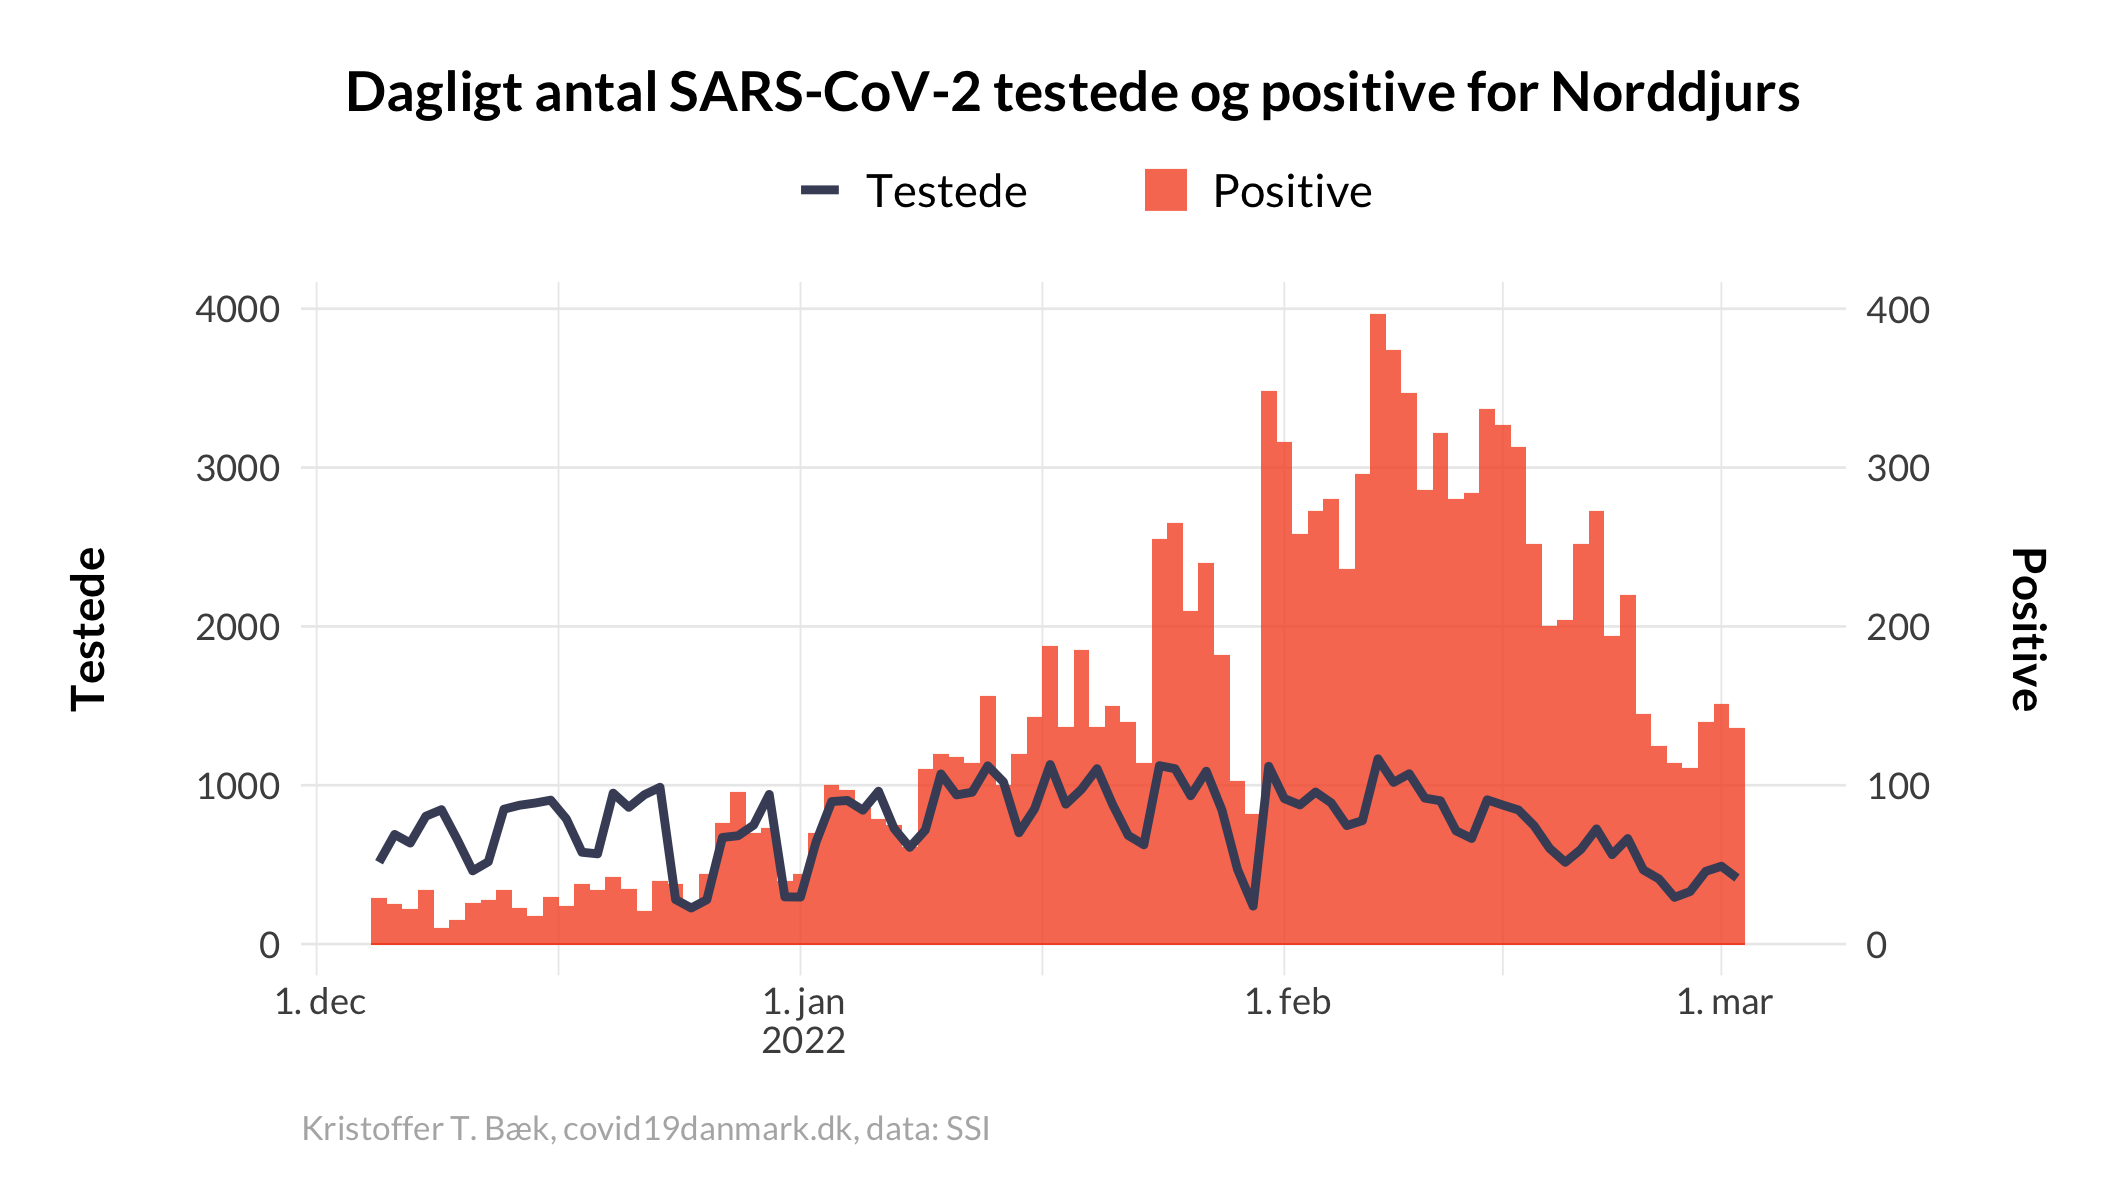 Dagligt antal SARS-CoV-2 testede og positive for Norddjurs
Testede
Positive
4000
3000
2000
1000
0
Testede
400
300
200
100
0
Positive
1. dec
1. jan
2022
1. feb
1. mar
Kristoffer T. Bæk, covid19danmark.dk, data: SSI